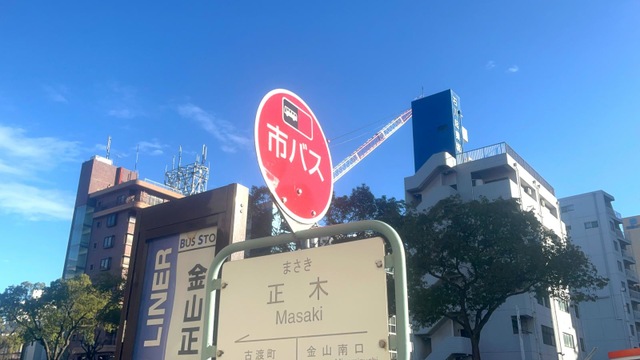 市バス
BUS STO
LINER
金山
正
まさき
正木
Masaki
古渡町
金山南口